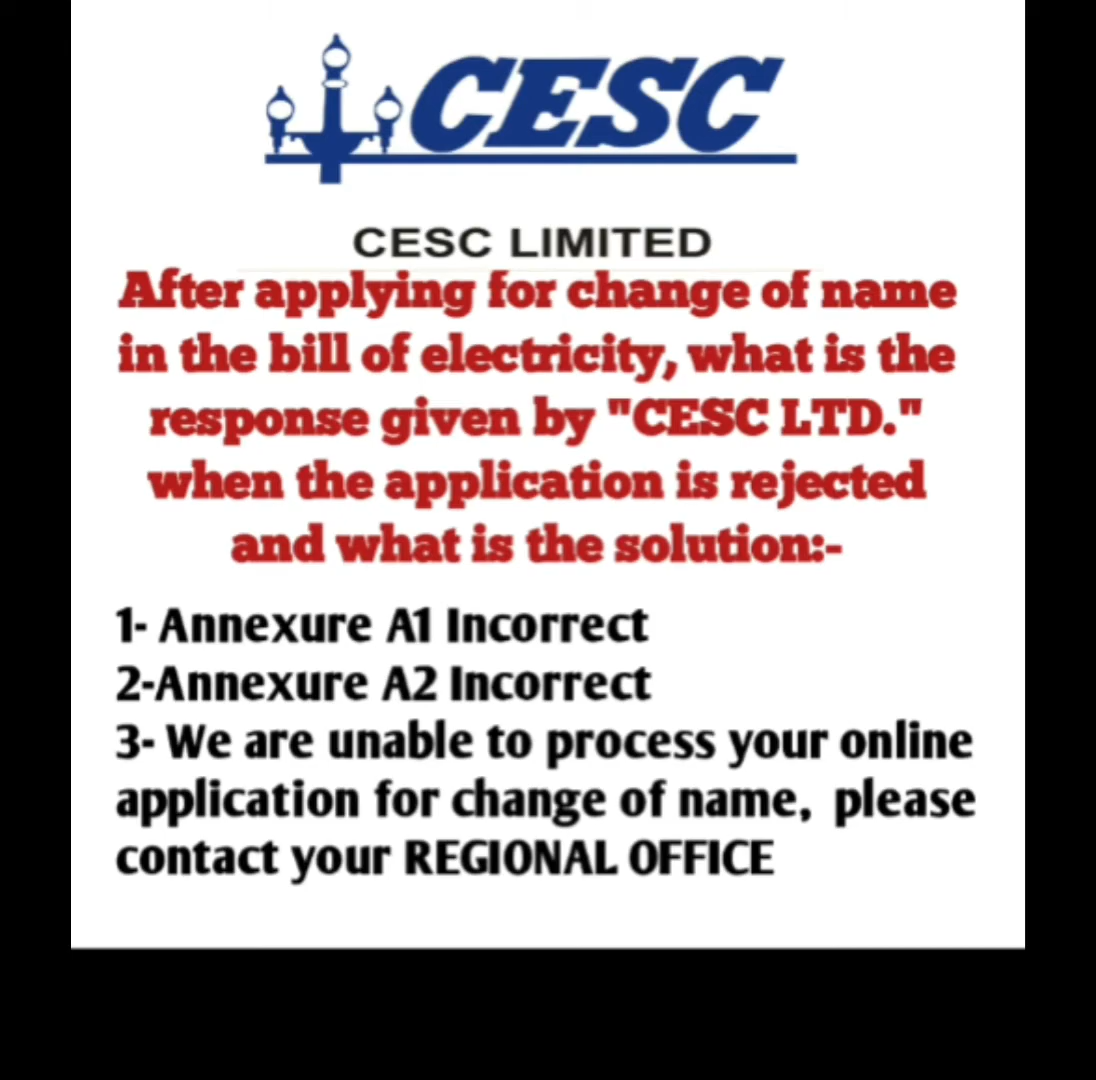 CESC
CESC LIMITED
After applying for change of name
in the bill of electricity, what is the
response given by "CESC LTD."
when the application is rejected
and what is the solution:-
1- Annexure A1 Incorrect
2-Annexure A2 Incorrect
3- We are unable to process your online
application for change of name, please
contact your REGIONAL OFFICE